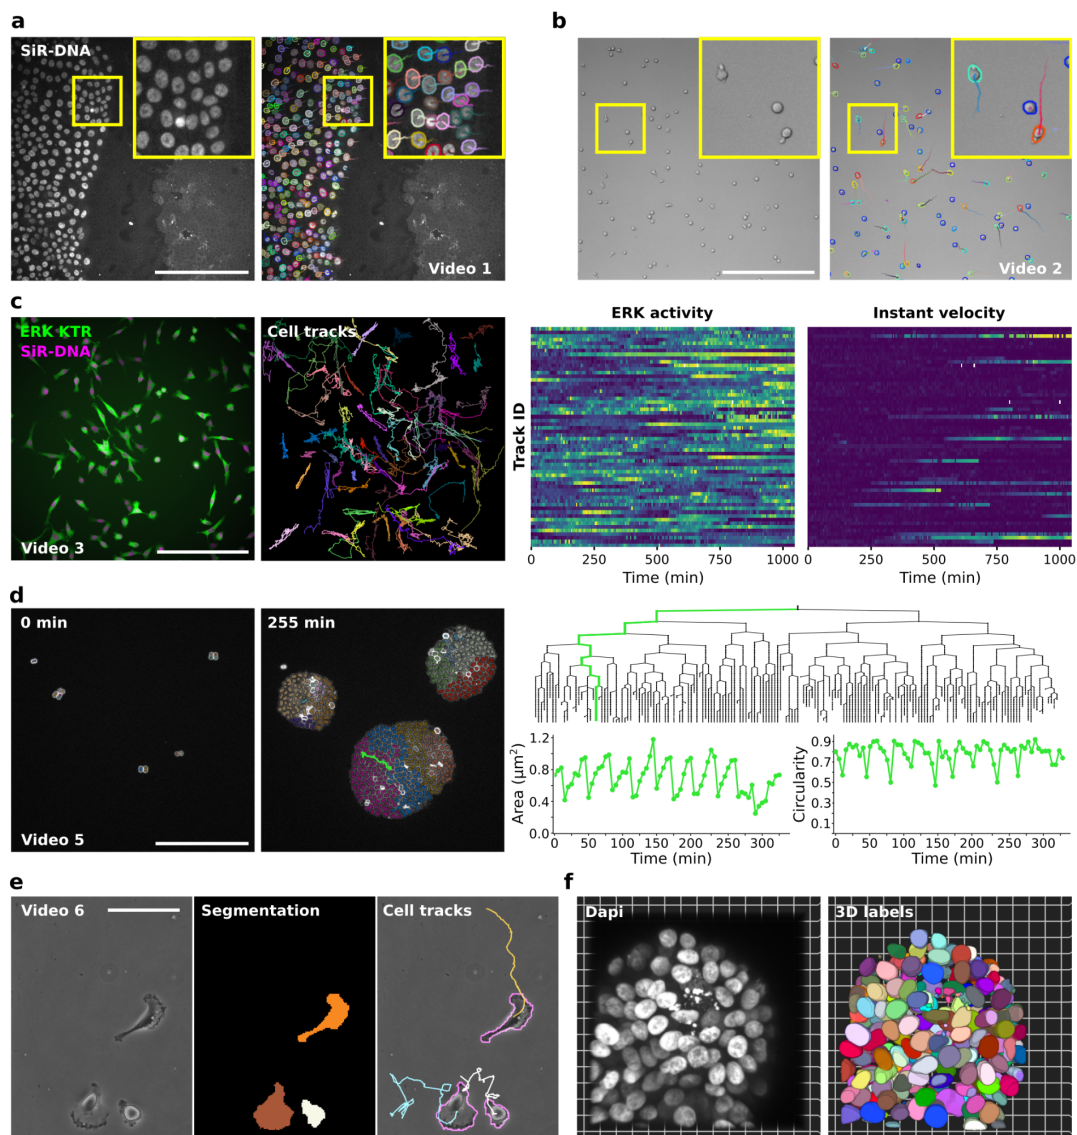 a
SiR-DNA
Video 1
b
Video 2
c
ERK KTR
SiR-DNA
Video 3
Cell tracks
ERK activity
Track ID
0 250 500 750 1000
Time (min)
Instant velocity
0 250 500 750 1000
Time (min)
d
0 min
Video 5
255 min
Area (μm²)
1.2
0.8
0.4
0.0
0 50 100 150 200 250 300
Time (min)
Circularity
0.9
0.7
0.5
0.3
0.1
0 50 100 150 200 250 300
Time (min)
e
Video 6
Segmentation
Cell tracks
f
Dapi
3D labels